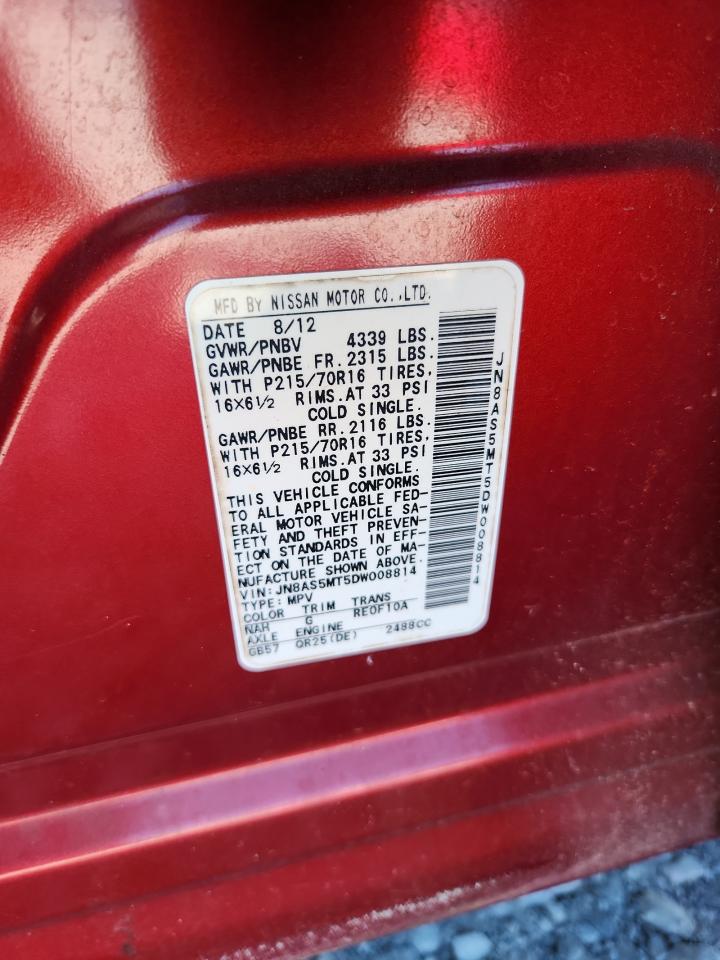 MFD BY NISSAN MOTOR CO.,LTD.
DATE 8/12
GVWR/PNBV 4339 LBS.
GAWR/PNBE FR. 2315 LBS.
WITH P215/70R16 TIRES,
16×6½ RIMS.AT 33 PSI
COLD SINGLE.
GAWR/PNBE RR. 2116 LBS.
WITH P215/70R16 TIRES,
16×6½ RIMS.AT 33 PSI
COLD SINGLE.
THIS VEHICLE CONFORMS
TO ALL APPLICABLE FED-
ERAL MOTOR VEHICLE SA-
FETY AND THEFT PREVEN-
TION STANDARDS IN EFF-
ECT ON THE DATE OF MA-
NUFACTURE SHOWN ABOVE.
VIN:JN8AS5MT5DW008814
TYPE:MPV
COLOR TRIM TRANS
NAH G RE0F10A
AXLE ENGINE
GB57 QR25(DE) 2488CC
JN8AS5MT5DW008814